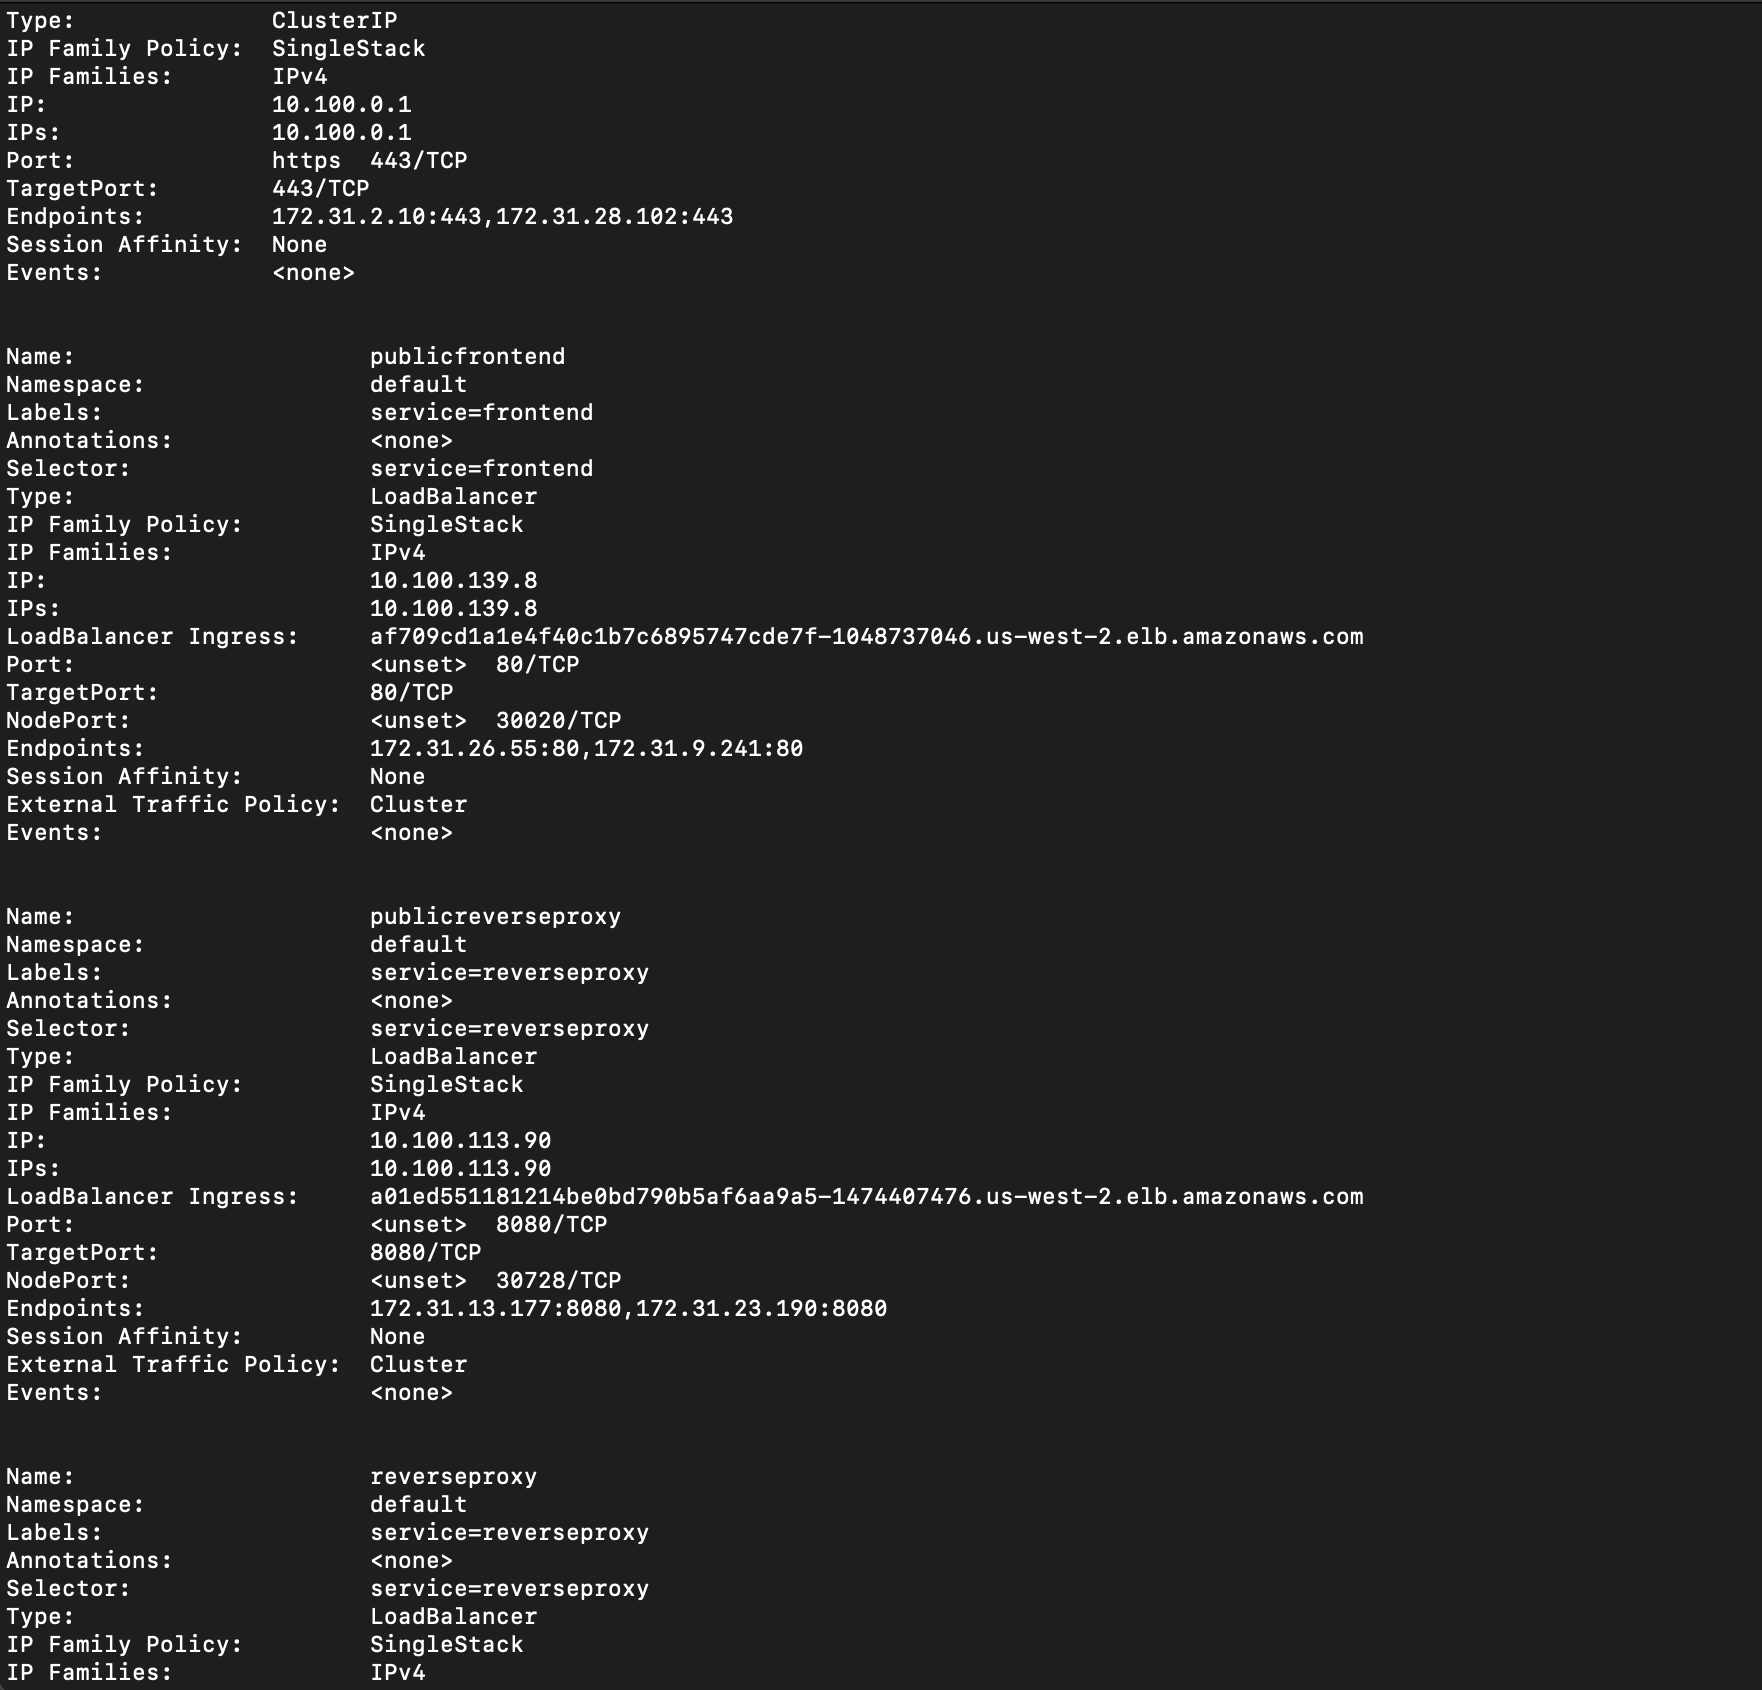 Type:              ClusterIP
IP Family Policy:  SingleStack
IP Families:       IPv4
IP:                10.100.0.1
IPs:               10.100.0.1
Port:              https  443/TCP
TargetPort:        443/TCP
Endpoints:         172.31.2.10:443,172.31.28.102:443
Session Affinity:  None
Events:            <none>
Name:                     publicfrontend
Namespace:                default
Labels:                   service=frontend
Annotations:              <none>
Selector:                 service=frontend
Type:                     LoadBalancer
IP Family Policy:         SingleStack
IP Families:              IPv4
IP:                       10.100.139.8
IPs:                      10.100.139.8
LoadBalancer Ingress:     af709cd1a1e4f40c1b7c6895747cde7f-1048737046.us-west-2.elb.amazonaws.com
Port:                     <unset>  80/TCP
TargetPort:               80/TCP
NodePort:                 <unset>  30020/TCP
Endpoints:                172.31.26.55:80,172.31.9.241:80
Session Affinity:         None
External Traffic Policy:  Cluster
Events:                   <none>
Name:                     publicreverseproxy
Namespace:                default
Labels:                   service=reverseproxy
Annotations:              <none>
Selector:                 service=reverseproxy
Type:                     LoadBalancer
IP Family Policy:         SingleStack
IP Families:              IPv4
IP:                       10.100.113.90
IPs:                      10.100.113.90
LoadBalancer Ingress:     a01ed551181214be0bd790b5af6aa9a5-1474407476.us-west-2.elb.amazonaws.com
Port:                     <unset>  8080/TCP
TargetPort:               8080/TCP
NodePort:                 <unset>  30728/TCP
Endpoints:                172.31.13.177:8080,172.31.23.190:8080
Session Affinity:         None
External Traffic Policy:  Cluster
Events:                   <none>
Name:                     reverseproxy
Namespace:                default
Labels:                   service=reverseproxy
Annotations:              <none>
Selector:                 service=reverseproxy
Type:                     LoadBalancer
IP Family Policy:         SingleStack
IP Families:              IPv4